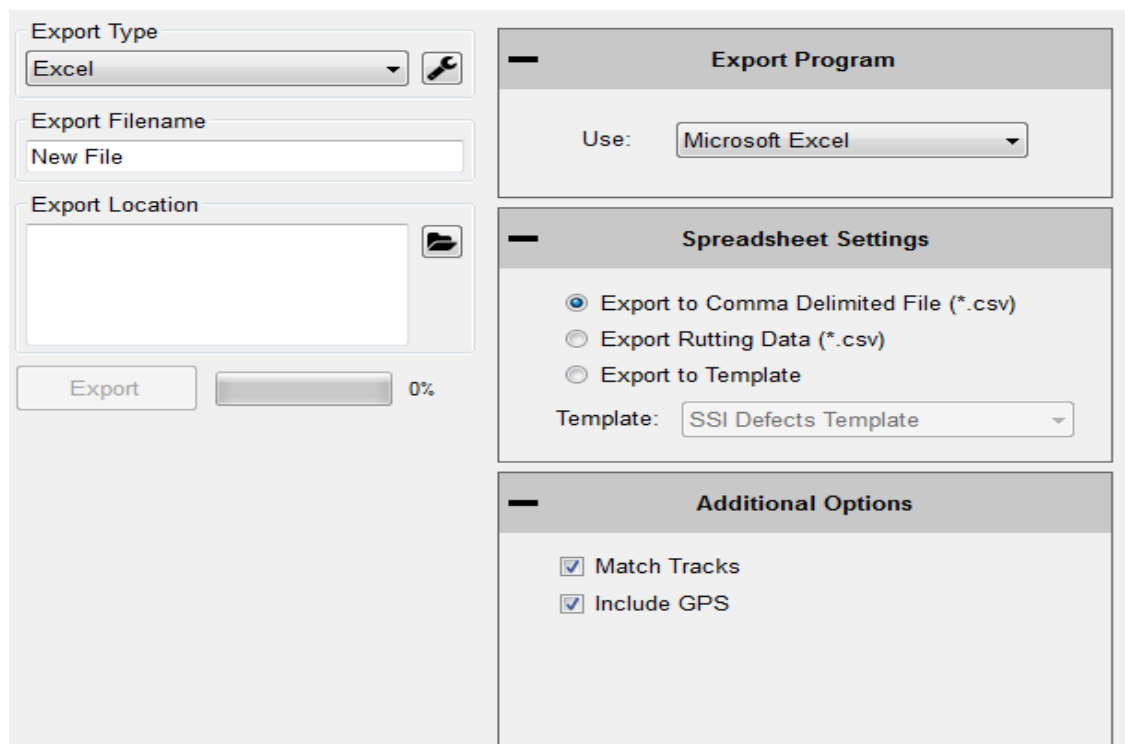 Export Type
Excel
Export Filename
New File
Export Location
Export
0%
Export Program
Use:
Microsoft Excel
Spreadsheet Settings
Export to Comma Delimited File (*.csv)
Export Rutting Data (*.csv)
Export to Template
Template:
SSI Defects Template
Additional Options
Match Tracks
Include GPS